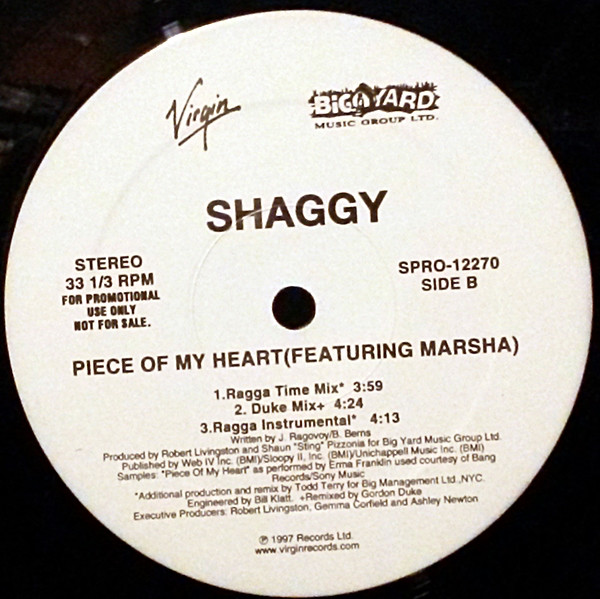 Virgin
BIG YARD
MUSIC GROUP LTD.
SHAGGY
STEREO
33 1/3 RPM
FOR PROMOTIONAL
USE ONLY
NOT FOR SALE.
SPRO-12270
SIDE B
PIECE OF MY HEART(FEATURING MARSHA)
1.Ragga Time Mix* 3:59
2. Duke Mix+ 4:24
3.Ragga Instrumental* 4:13
Written by J. Ragovoy/B. Berns
Produced by Robert Livingston and Shaun "Sting" Pizzonia for Big Yard Music Group Ltd.
Published by Web IV Inc. (BMI)/Sloopy II, Inc. (BMI)/Unichappell Music Inc. (BMI)
Samples: "Piece Of My Heart" as performed by Erma Franklin used courtesy of Bang
Records/Sony Music
*Additional production and remix by Todd Terry for Big Management Ltd.,NYC.
Engineered by Bill Klatt. +Remixed by Gordon Duke
Executive Producers: Robert Livingston, Gemma Corfield and Ashley Newton
℗ 1997 Records Ltd.
www.virginrecords.com